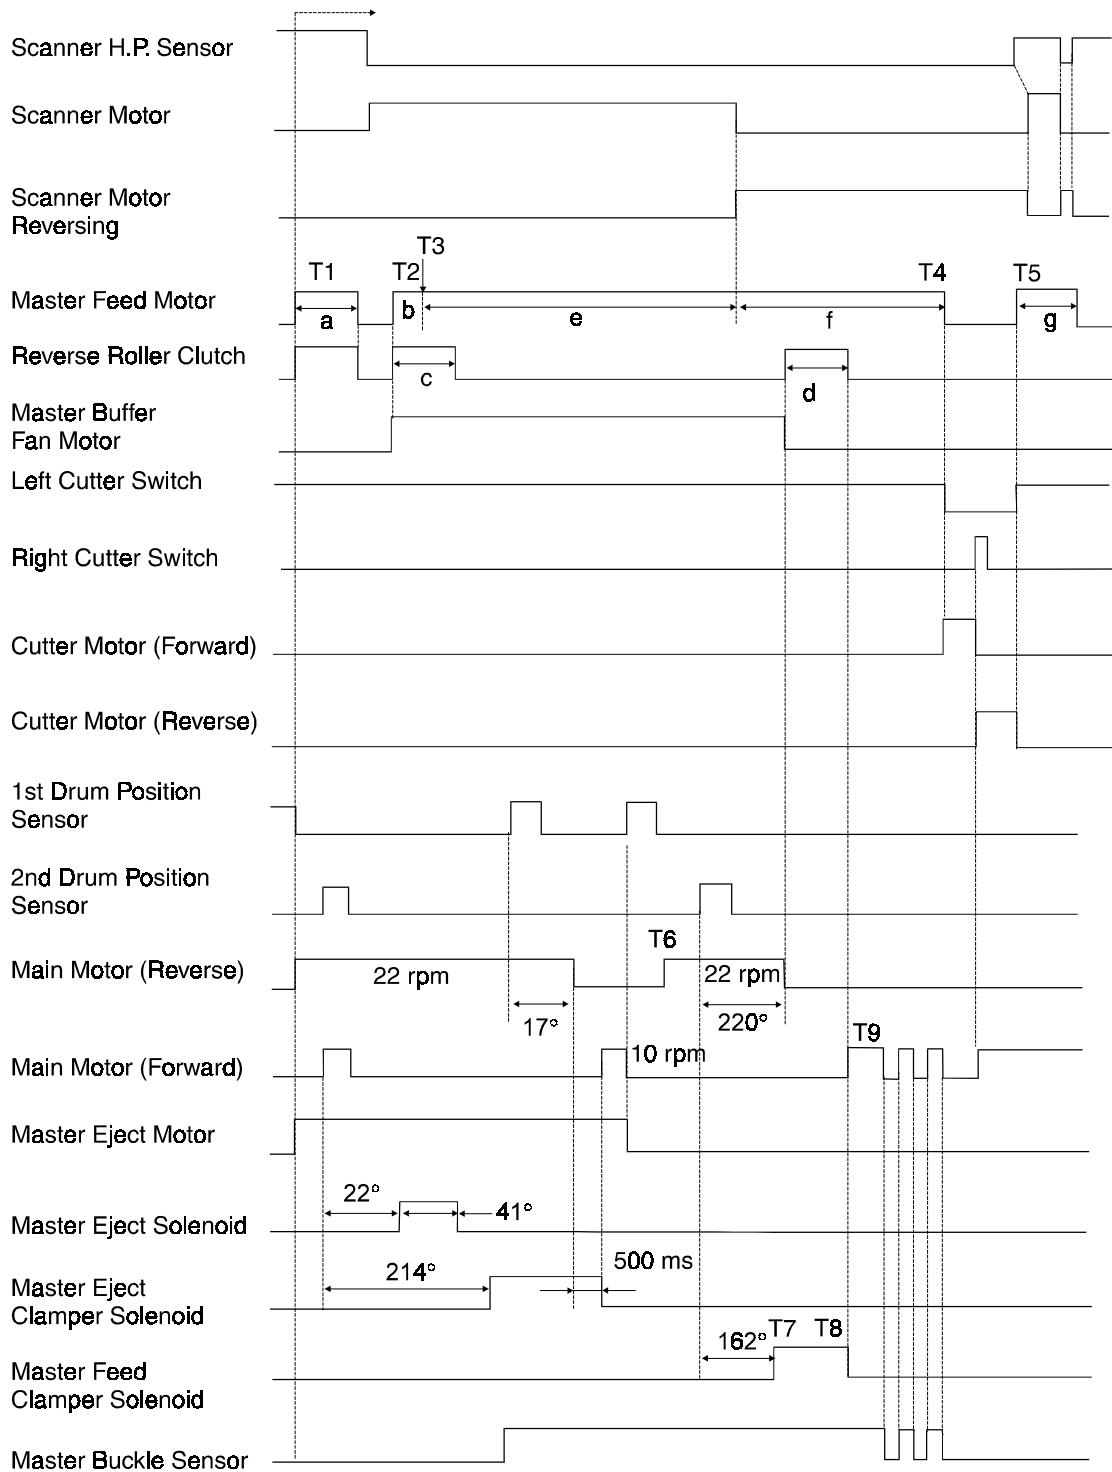 Scanner H.P. Sensor
Scanner Motor
Scanner Motor
Reversing
T1
T2
T3
T4
T5
Master Feed Motor
a
b
e
f
g
Reverse Roller Clutch
c
d
Master Buffer
Fan Motor
Left Cutter Switch
Right Cutter Switch
Cutter Motor (Forward)
Cutter Motor (Reverse)
1st Drum Position
Sensor
2nd Drum Position
Sensor
T6
Main Motor (Reverse)
22 rpm
22 rpm
17°
220°
T9
Main Motor (Forward)
10 rpm
Master Eject Motor
22°
Master Eject Solenoid
41°
214°
500 ms
Master Eject
Clamper Solenoid
162°
T7
T8
Master Feed
Clamper Solenoid
Master Buckle Sensor